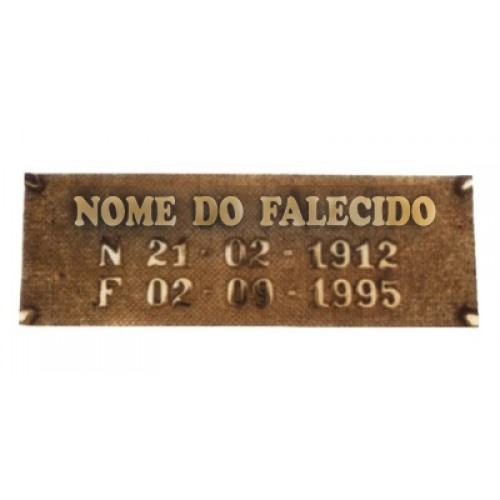 NOME DO FALECIDO
N 21-02-1912
F 02-09-1995